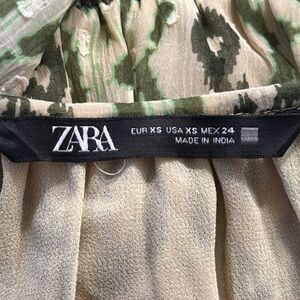 ZARA
EUR XS USA XS MEX 24
MADE IN INDIA